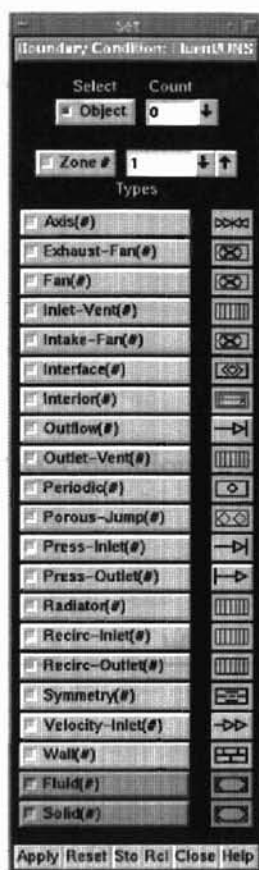 Set
Boundary Condition: Fluent/UNS
Select Count
Object 0
Zone # 1
Types
Axis(#)
Exhaust-Fan(#)
Fan(#)
Inlet-Vent(#)
Intake-Fan(#)
Interface(#)
Interior(#)
Outflow(#)
Outlet-Vent(#)
Periodic(#)
Porous-Jump(#)
Press-Inlet(#)
Press-Outlet(#)
Radiator(#)
Recirc-Inlet(#)
Recirc-Outlet(#)
Symmetry(#)
Velocity-Inlet(#)
Wall(#)
Fluid(#)
Solid(#)
Apply Reset Sto Rcl Close Help